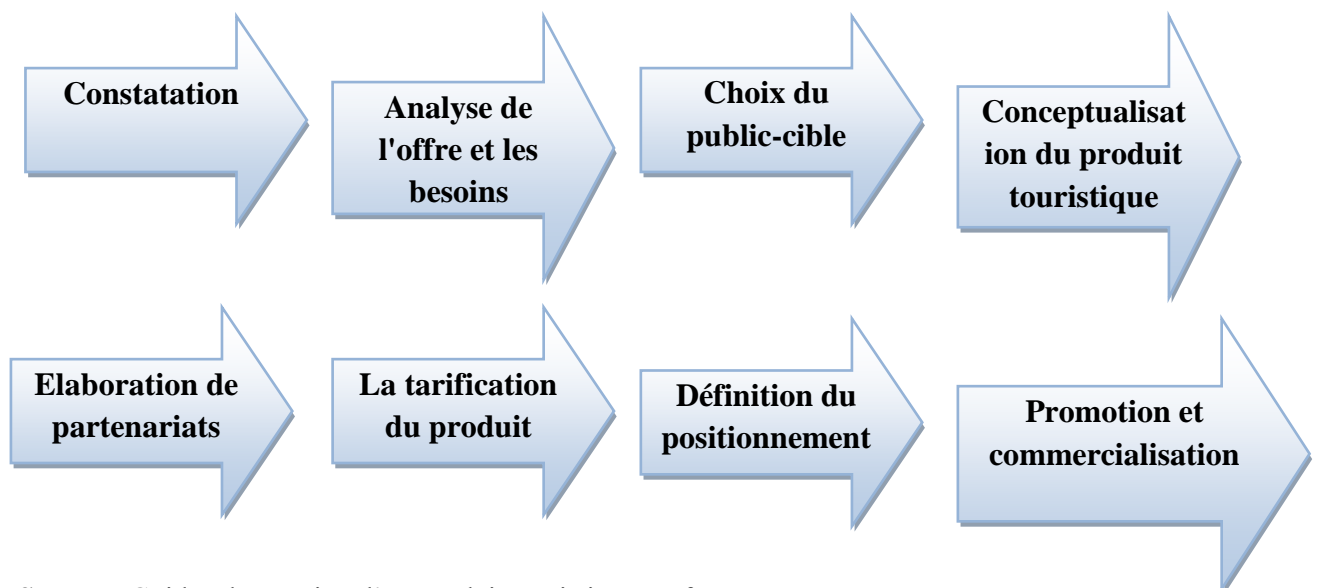 Constatation
Analyse de
l'offre et les
besoins
Choix du
public-cible
Conceptualisat
ion du produit
touristique
Elaboration de
partenariats
La tarification
du produit
Définition du
positionnement
Promotion et
commercialisation